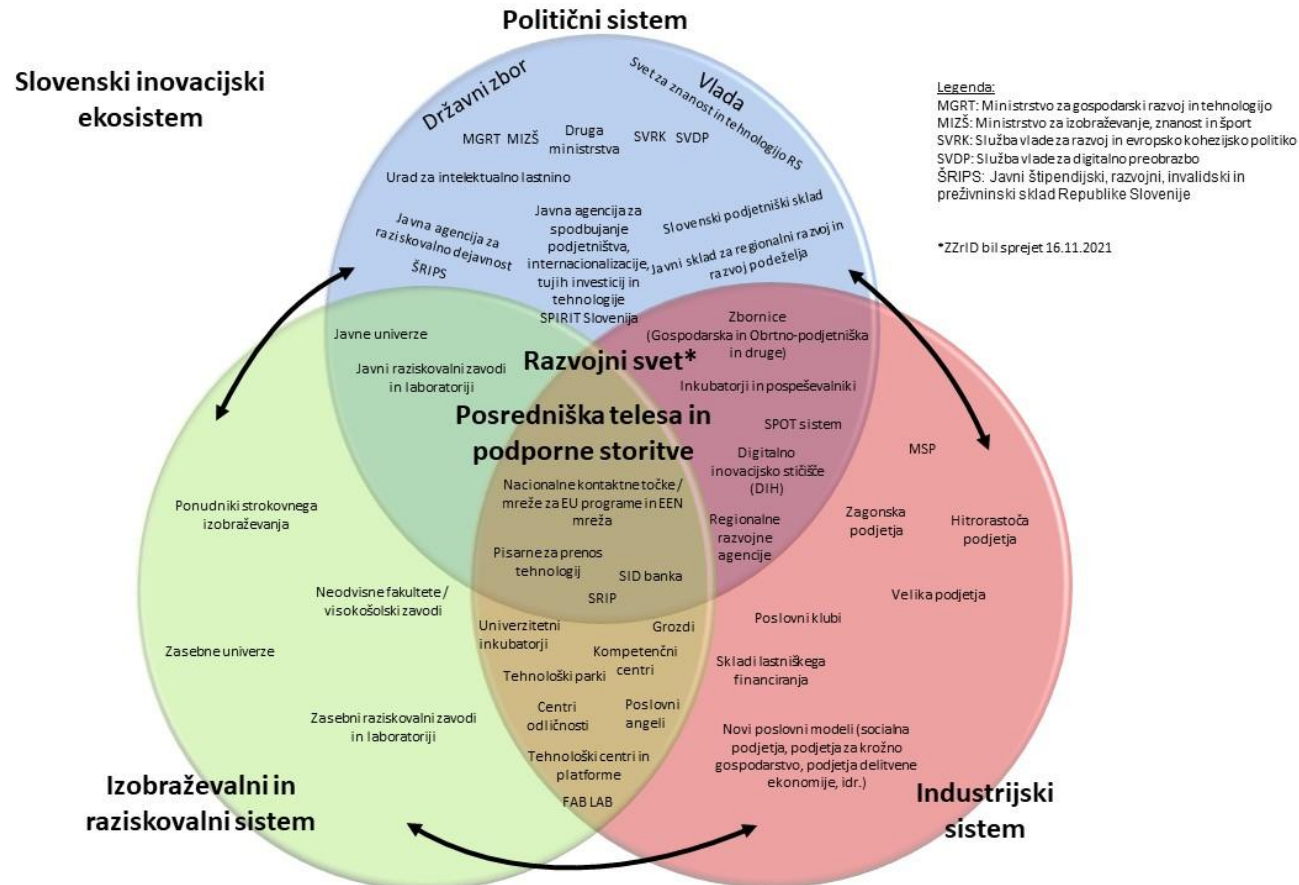 Politični sistem
Slovenski inovacijski
ekosistem
Državni zbor
Vlada
Svet za znanost in tehnologijo RS
MGRT MIZŠ
Druga
ministrstva
SVRK SVDP
Urad za intelektualno lastnino
Javna agencija za
raziskovalno dejavnost
ŠRIPS
Javna agencija za
spodbujanje
podjetništva,
internacionalizacije,
tujih investicij in
tehnologije
SPIRIT Slovenija
Slovenski podjetniški sklad
Javni sklad za regionalni razvoj in
razvoj podeželja
Legenda:
MGRT: Ministrstvo za gospodarski razvoj in tehnologijo
MIZŠ: Ministrstvo za izobraževanje, znanost in šport
SVRK: Služba vlade za razvoj in evropsko kohezijsko politiko
SVDP: Služba vlade za digitalno preobrazbo
ŠRIPS: Javni štipendijski, razvojni, invalidski in
preživninski sklad Republike Slovenije
*ZZrID bil sprejet 16.11.2021
Javne univerze
Javni raziskovalni zavodi
in laboratoriji
Zbornice
(Gospodarska in Obrtno-podjetniška
in druge)
Inkubatorji in pospeševalniki
SPOT sistem
Digitalno
inovacijsko stičišče
(DIH)
Regionalne
razvojne
agencije
Razvojni svet*
Posredniška telesa in
podporne storitve
Nacionalne kontaktne točke /
mreže za EU programe in EEN
mreža
Pisarne za prenos
tehnologij
SID banka
SRIP
Ponudniki strokovnega
izobraževanja
Neodvisne fakultete /
visokošolski zavodi
Zasebne univerze
Zasebni raziskovalni zavodi
in laboratoriji
Izobraževalni in
raziskovalni sistem
Univerzitetni
inkubatorji
Grozdi
Kompetenčni
centri
Tehnološki parki
Centri
odličnosti
Poslovni
angeli
Tehnološki centri in
platforme
FAB LAB
MSP
Zagonska
podjetja
Hitrorastoča
podjetja
Velika podjetja
Poslovni klubi
Skladi lastniškega
financiranja
Novi poslovni modeli (socialna
podjetja, podjetja za krožno
gospodarstvo, podjetja delitvene
ekonomije, idr.)
Industrijski
sistem